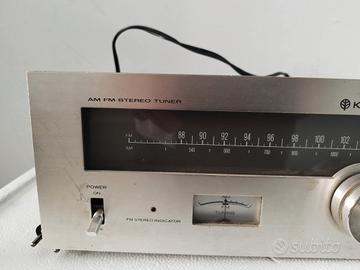 AM FM STEREO TUNER
K
FM 88 90 92 94 96 98 100 102
AM
POWER
ON
FM STEREO INDICATOR
TUNING
subito